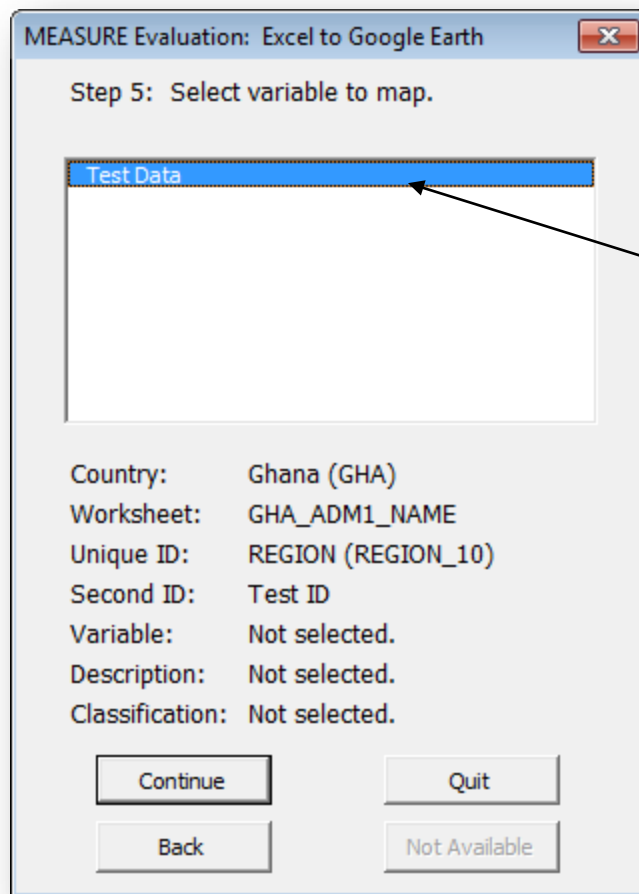 MEASURE Evaluation: Excel to Google Earth
Step 5: Select variable to map.
Test Data
Country: Ghana (GHA)
Worksheet: GHA_ADM1_NAME
Unique ID: REGION (REGION_10)
Second ID: Test ID
Variable: Not selected.
Description: Not selected.
Classification: Not selected.
Continue Quit
Back Not Available